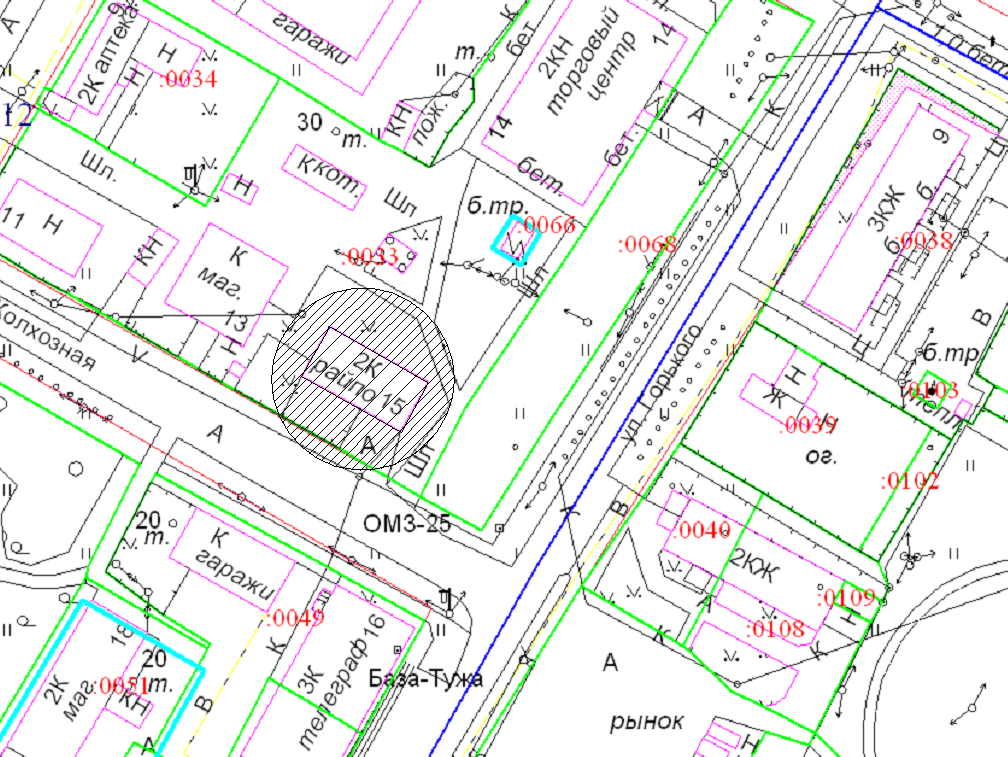 А
2К аптека
Н
Н
:0034
12
гаражи
К
т.
бет.
2КН
торговый
центр
14
14
бет.
бет.
КН
пож.
30
т.
Шл.
Н
Ккот.
Шл
б.тр.
:0066
:0068
:0033
шл
А
К
т.б.бет.
9
3КЖ
б
б
:0038
Ц
В
11
Н
КН
К
маг.
13
Н
Колхозная
А
2К
райпо 15
А
Шл
ул. Горького
В
А
б.тр
:0103
Ж
Н
:0039
ог.
:0102
ОМЗ-25
20
т.
К
гаражи
:0049
К
3К
телеграф
16
База-Тужа
18
20
т.
2К
маг.
:0051
КН
В
А
:0040
2КЖ
:0109
Н
:0108
К
К
А
А
рынок
Н